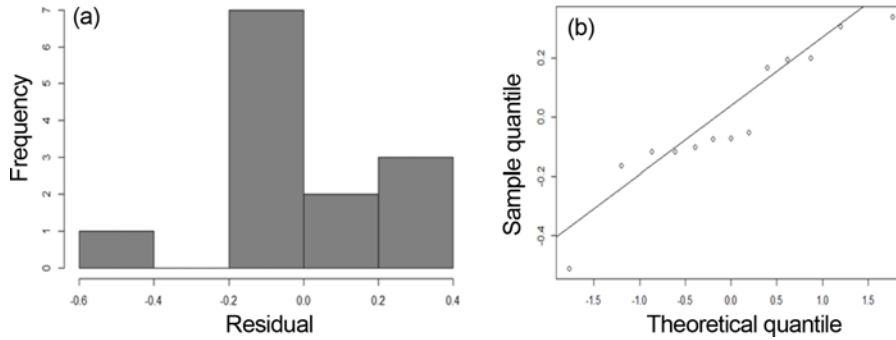 (a)
Frequency
7
6
5
4
3
2
1
0
-0.6 -0.4 -0.2 0.0 0.2 0.4
Residual
(b)
Sample quantile
0.2
0.0
-0.2
-0.4
-1.5 -1.0 -0.5 0.0 0.5 1.0 1.5
Theoretical quantile